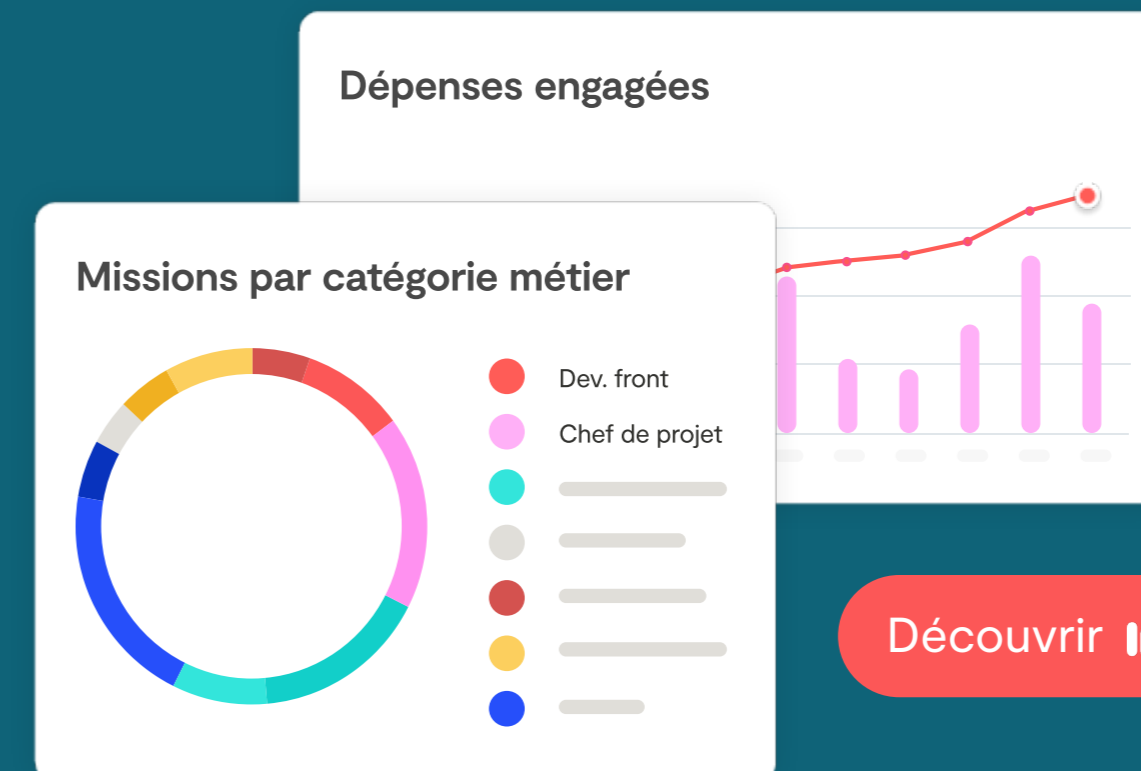 Dépenses engagées
Missions par catégorie métier
Dev. front
Chef de projet
Découvrir